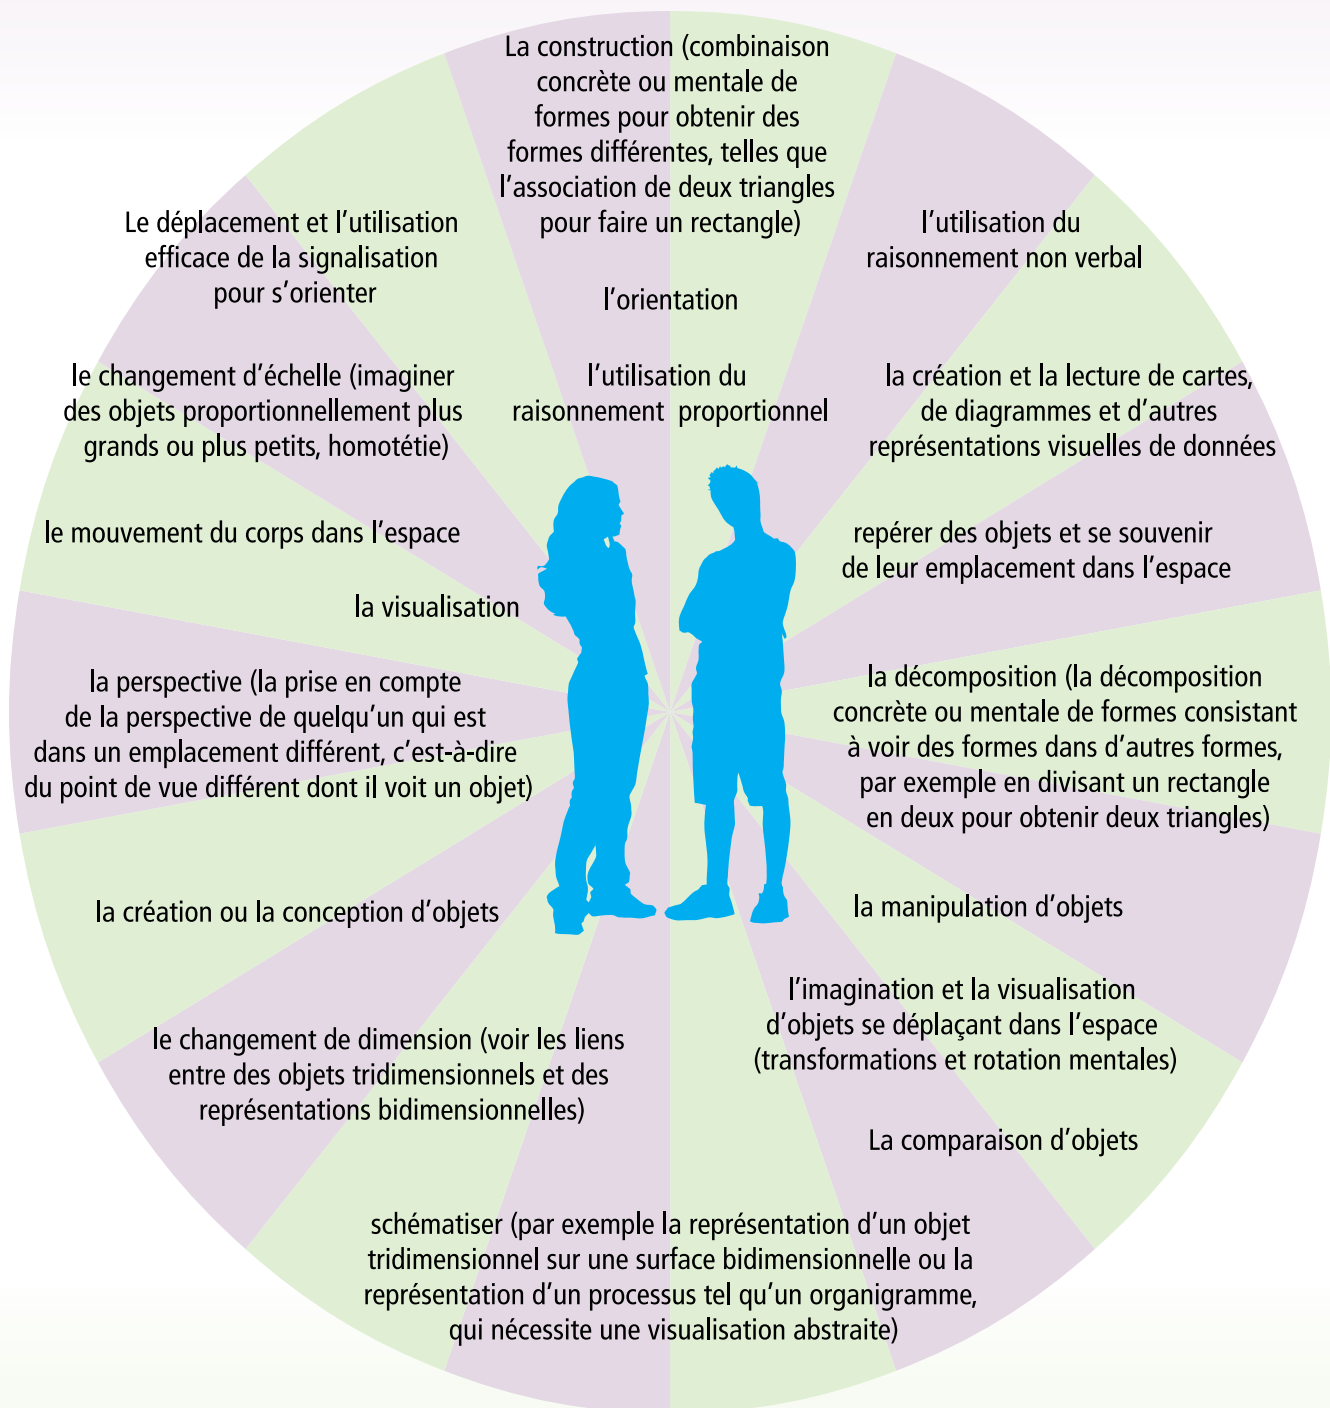 La construction (combinaison
concrète ou mentale de
formes pour obtenir des
formes différentes, telles que
l’association de deux triangles
pour faire un rectangle)
Le déplacement et l’utilisation
efficace de la signalisation
pour s’orienter
l’utilisation du
raisonnement non verbal
l’orientation
le changement d’échelle (imaginer
des objets proportionnellement plus
grands ou plus petits, homotétie)
l’utilisation du
raisonnement proportionnel
la création et la lecture de cartes,
de diagrammes et d’autres
représentations visuelles de données
le mouvement du corps dans l’espace
repérer des objets et se souvenir
de leur emplacement dans l’espace
la visualisation
la perspective (la prise en compte
de la perspective de quelqu’un qui est
dans un emplacement différent, c’est-à-dire
du point de vue différent dont il voit un objet)
la décomposition (la décomposition
concrète ou mentale de formes consistant
à voir des formes dans d’autres formes,
par exemple en divisant un rectangle
en deux pour obtenir deux triangles)
la création ou la conception d’objets
la manipulation d’objets
l’imagination et la visualisation
d’objets se déplaçant dans l’espace
(transformations et rotation mentales)
le changement de dimension (voir les liens
entre des objets tridimensionnels et des
représentations bidimensionnelles)
La comparaison d’objets
schématiser (par exemple la représentation d’un objet
tridimensionnel sur une surface bidimensionnelle ou la
représentation d’un processus tel qu’un organigramme,
qui nécessite une visualisation abstraite)